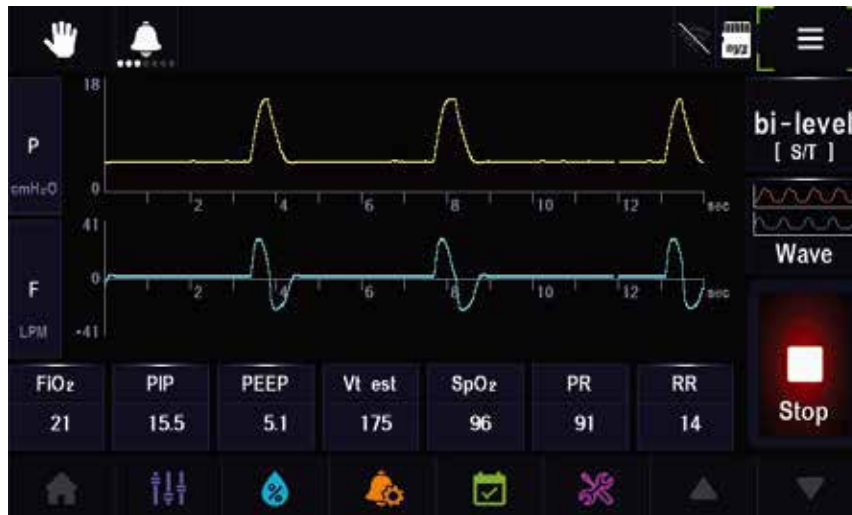 bi-level
[ S/T ]
Wave
Stop
P
cmH₂O
18
0
2
4
6
8
10
12
sec
F
LPM
41
0
-41
2
4
6
8
10
12
sec
FiO₂
21
PIP
15.5
PEEP
5.1
Vt est
175
SpO₂
96
PR
91
RR
14
%